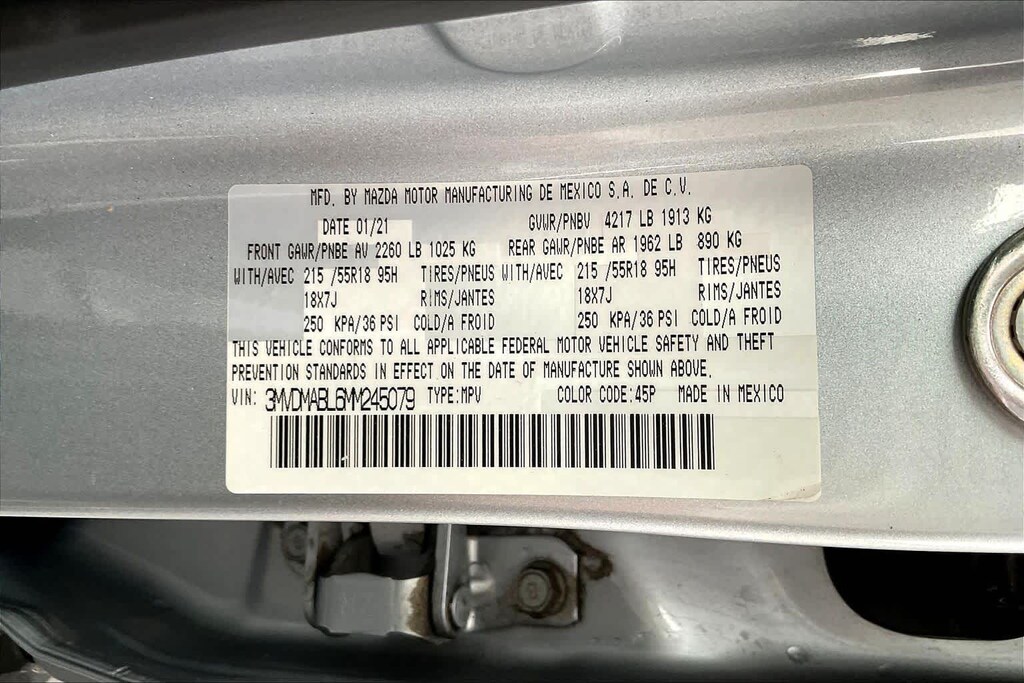 MFD. BY MAZDA MOTOR MANUFACTURING DE MEXICO S.A. DE C.V.
DATE 01/21 GVWR/PNBV 4217 LB 1913 KG
FRONT GAWR/PNBE AV 2260 LB 1025 KG REAR GAWR/PNBE AR 1962 LB 890 KG
WITH/AVEC 215 /55R18 95H TIRES/PNEUS WITH/AVEC 215 /55R18 95H TIRES/PNEUS
18X7J RIMS/JANTES 18X7J RIMS/JANTES
250 KPA/36 PSI COLD/A FROID 250 KPA/36 PSI COLD/A FROID
THIS VEHICLE CONFORMS TO ALL APPLICABLE FEDERAL MOTOR VEHICLE SAFETY AND THEFT
PREVENTION STANDARDS IN EFFECT ON THE DATE OF MANUFACTURE SHOWN ABOVE.
VIN: 3MVDMABL6MM245079 TYPE:MPV COLOR CODE:45P MADE IN MEXICO